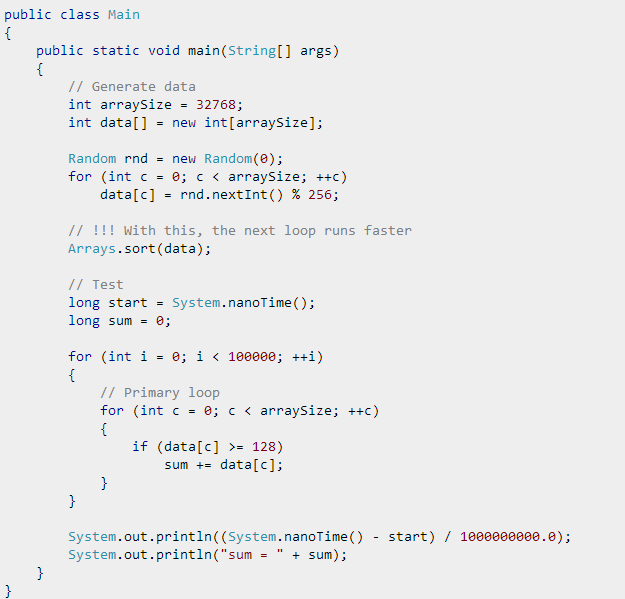 public class Main
{
    public static void main(String[] args)
    {
        // Generate data
        int arraySize = 32768;
        int data[] = new int[arraySize];

        Random rnd = new Random(0);
        for (int c = 0; c < arraySize; ++c)
            data[c] = rnd.nextInt() % 256;

        // !!! With this, the next loop runs faster
        Arrays.sort(data);

        // Test
        long start = System.nanoTime();
        long sum = 0;

        for (int i = 0; i < 100000; ++i)
        {
            // Primary loop
            for (int c = 0; c < arraySize; ++c)
            {
                if (data[c] >= 128)
                    sum += data[c];
            }
        }

        System.out.println((System.nanoTime() - start) / 1000000000.0);
        System.out.println("sum = " + sum);
    }
}